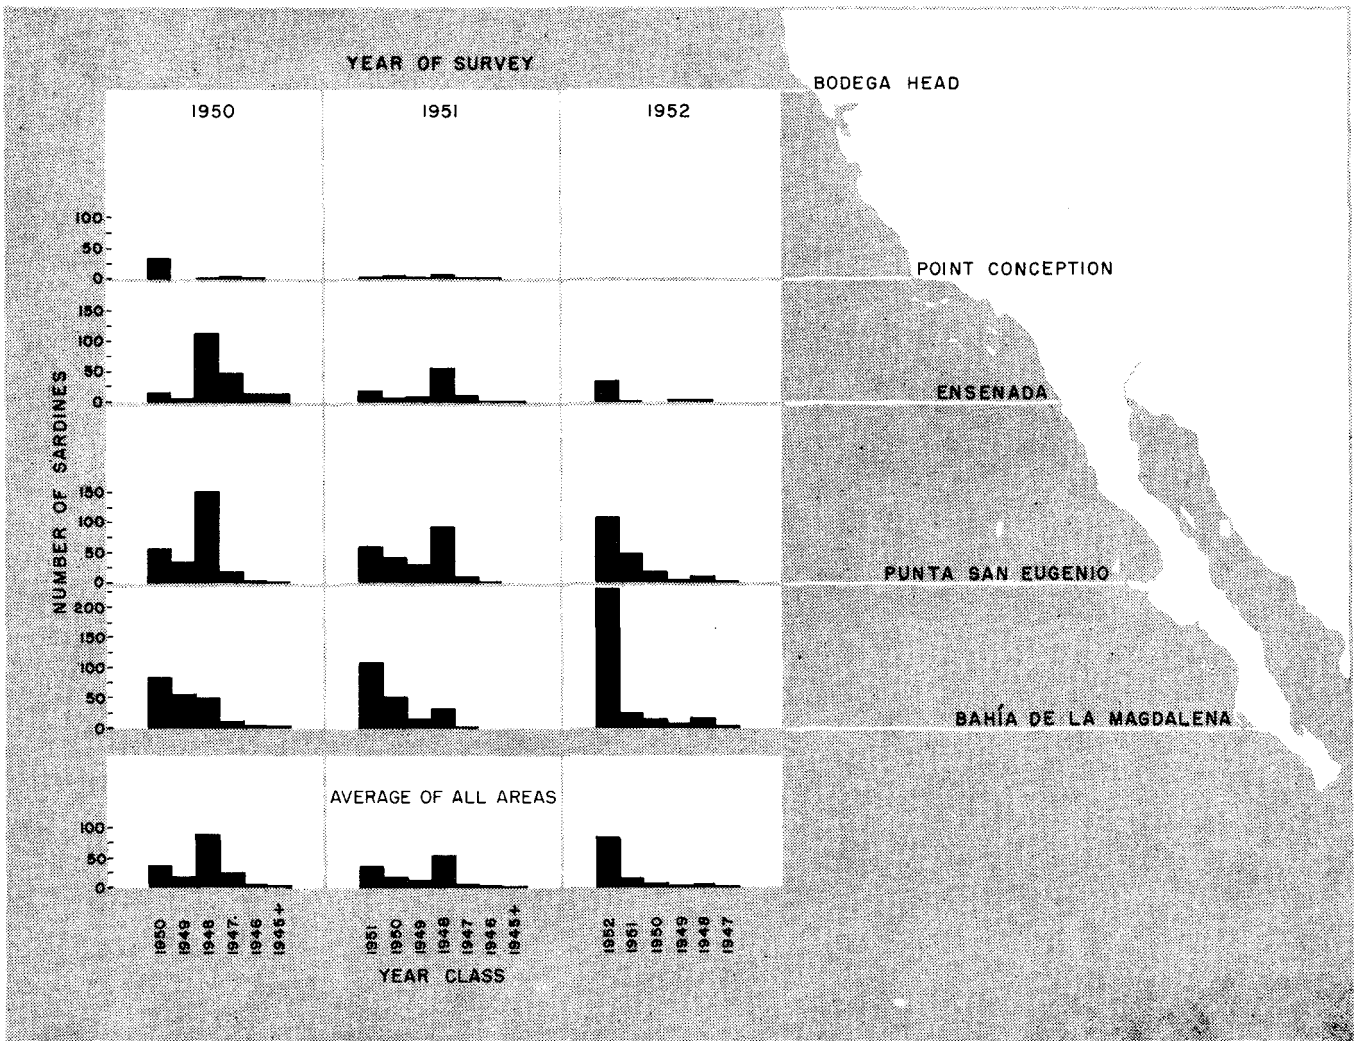 YEAR OF SURVEY
1950 1951 1952
BODEGA HEAD
100
50
0
POINT CONCEPTION
150
100
50
0
ENSENADA
NUMBER OF SARDINES
150
100
50
0
PUNTA SAN EUGENIO
200
150
100
50
0
BAHÍA DE LA MAGDALENA
AVERAGE OF ALL AREAS
100
50
0
1950 1949 1948 1947 1946 1945+
1951 1950 1949 1948 1947 1946 1945+
1952 1951 1950 1949 1948 1947
YEAR CLASS